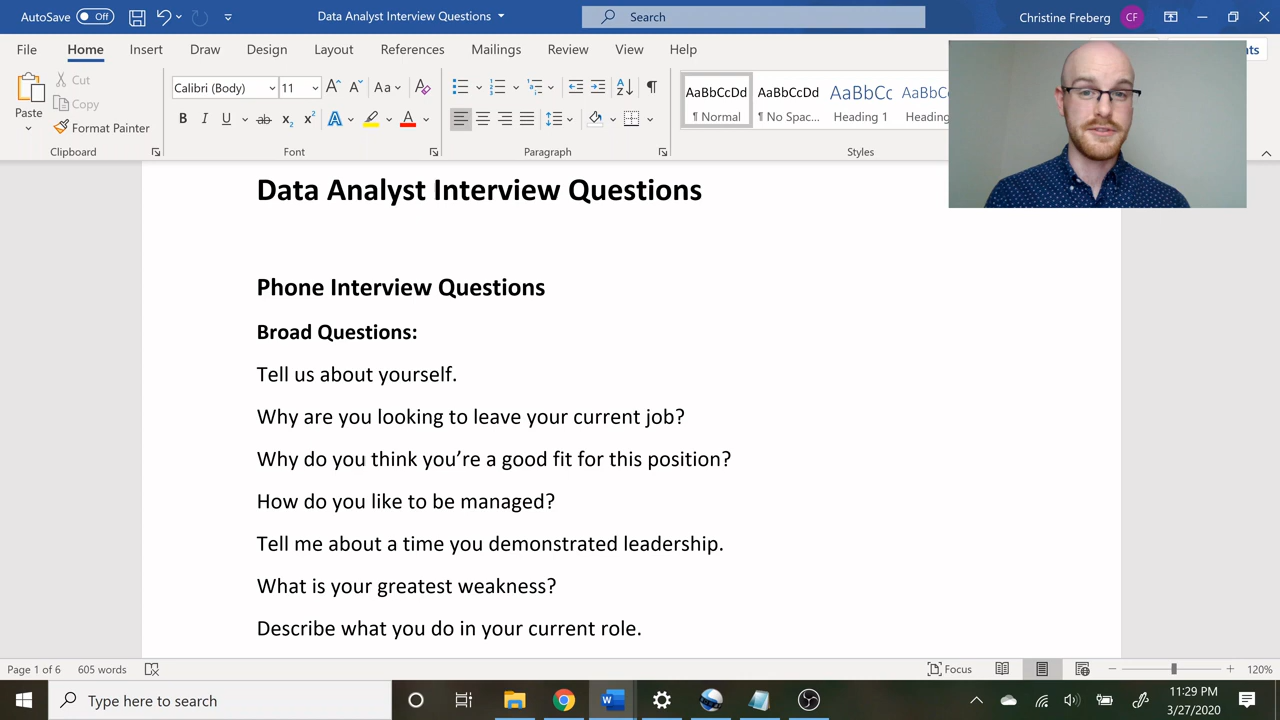 AutoSave Off Data Analyst Interview Questions Search Christine Freberg CF
File Home Insert Draw Design Layout References Mailings Review View Help
Paste Cut Copy Format Painter Clipboard
Calibri (Body) 11 Font
Paragraph
AaBbCcDd ¶ Normal AaBbCcDd ¶ No Spac... AaBbCc Heading 1 AaBbCcD Heading Styles
Data Analyst Interview Questions
Phone Interview Questions
Broad Questions:
Tell us about yourself.
Why are you looking to leave your current job?
Why do you think you’re a good fit for this position?
How do you like to be managed?
Tell me about a time you demonstrated leadership.
What is your greatest weakness?
Describe what you do in your current role.
Page 1 of 6 605 words Focus 120%
Type here to search 11:29 PM
3/27/2020